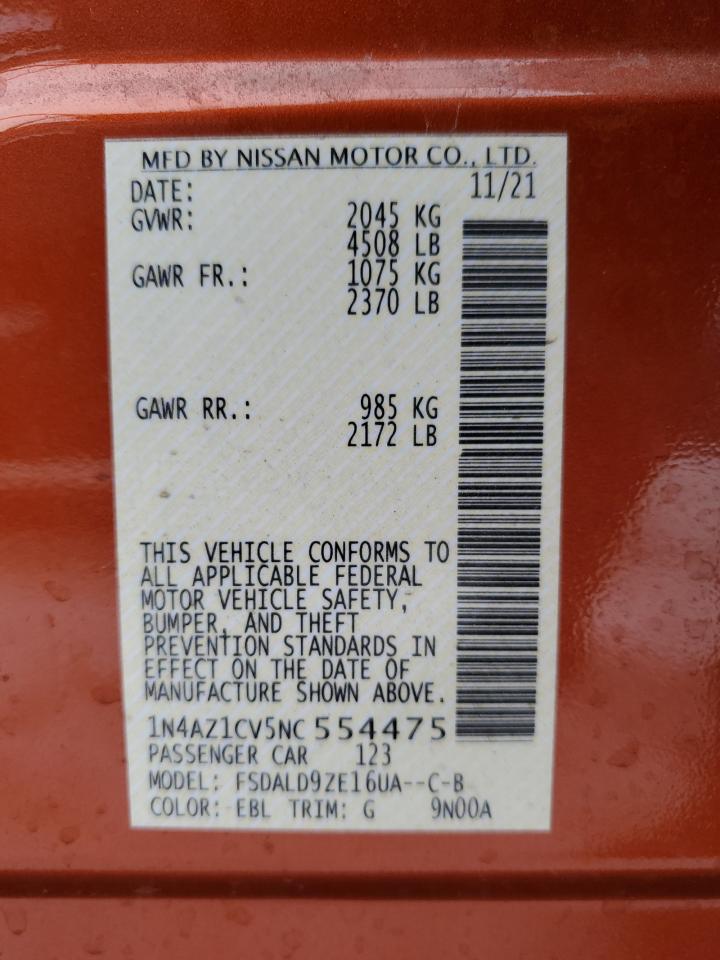 MFD BY NISSAN MOTOR CO., LTD.
DATE: 11/21
GVWR: 2045 KG
4508 LB
GAWR FR.: 1075 KG
2370 LB
GAWR RR.: 985 KG
2172 LB
THIS VEHICLE CONFORMS TO
ALL APPLICABLE FEDERAL
MOTOR VEHICLE SAFETY,
BUMPER, AND THEFT
PREVENTION STANDARDS IN
EFFECT ON THE DATE OF
MANUFACTURE SHOWN ABOVE.
1N4AZ1CV5NC 554475
PASSENGER CAR 123
MODEL: FSDALD9ZE16UA--C-B
COLOR: EBL TRIM: G 9N00A